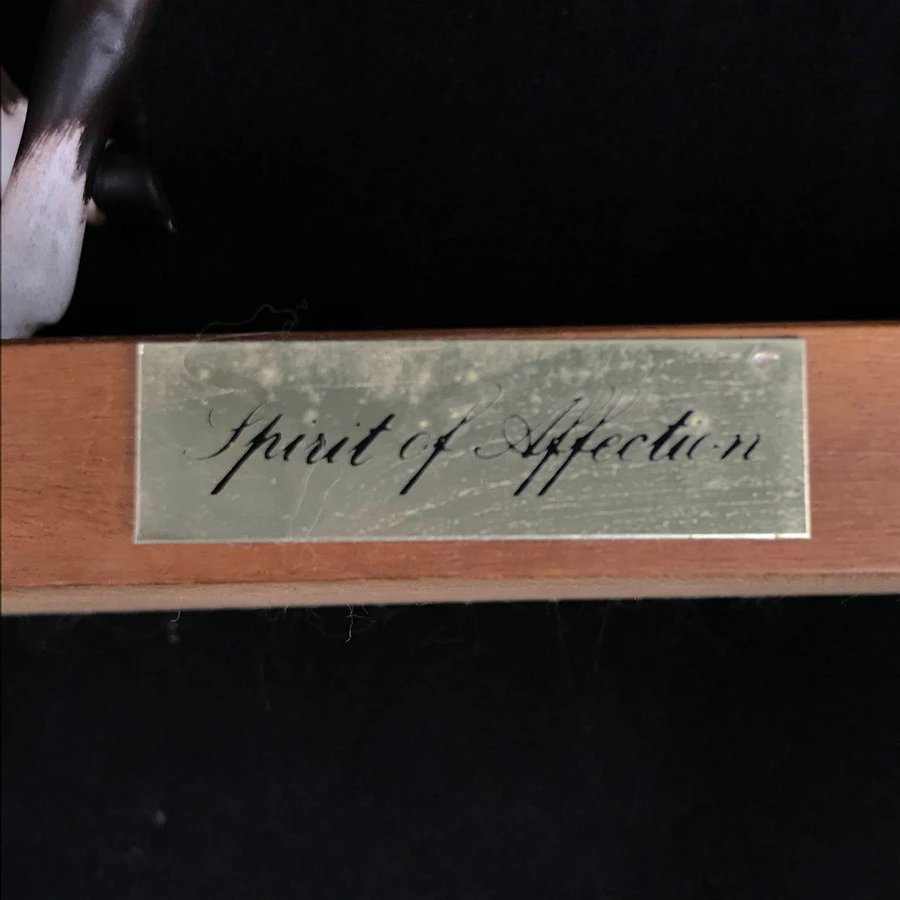 Spirit of Affection